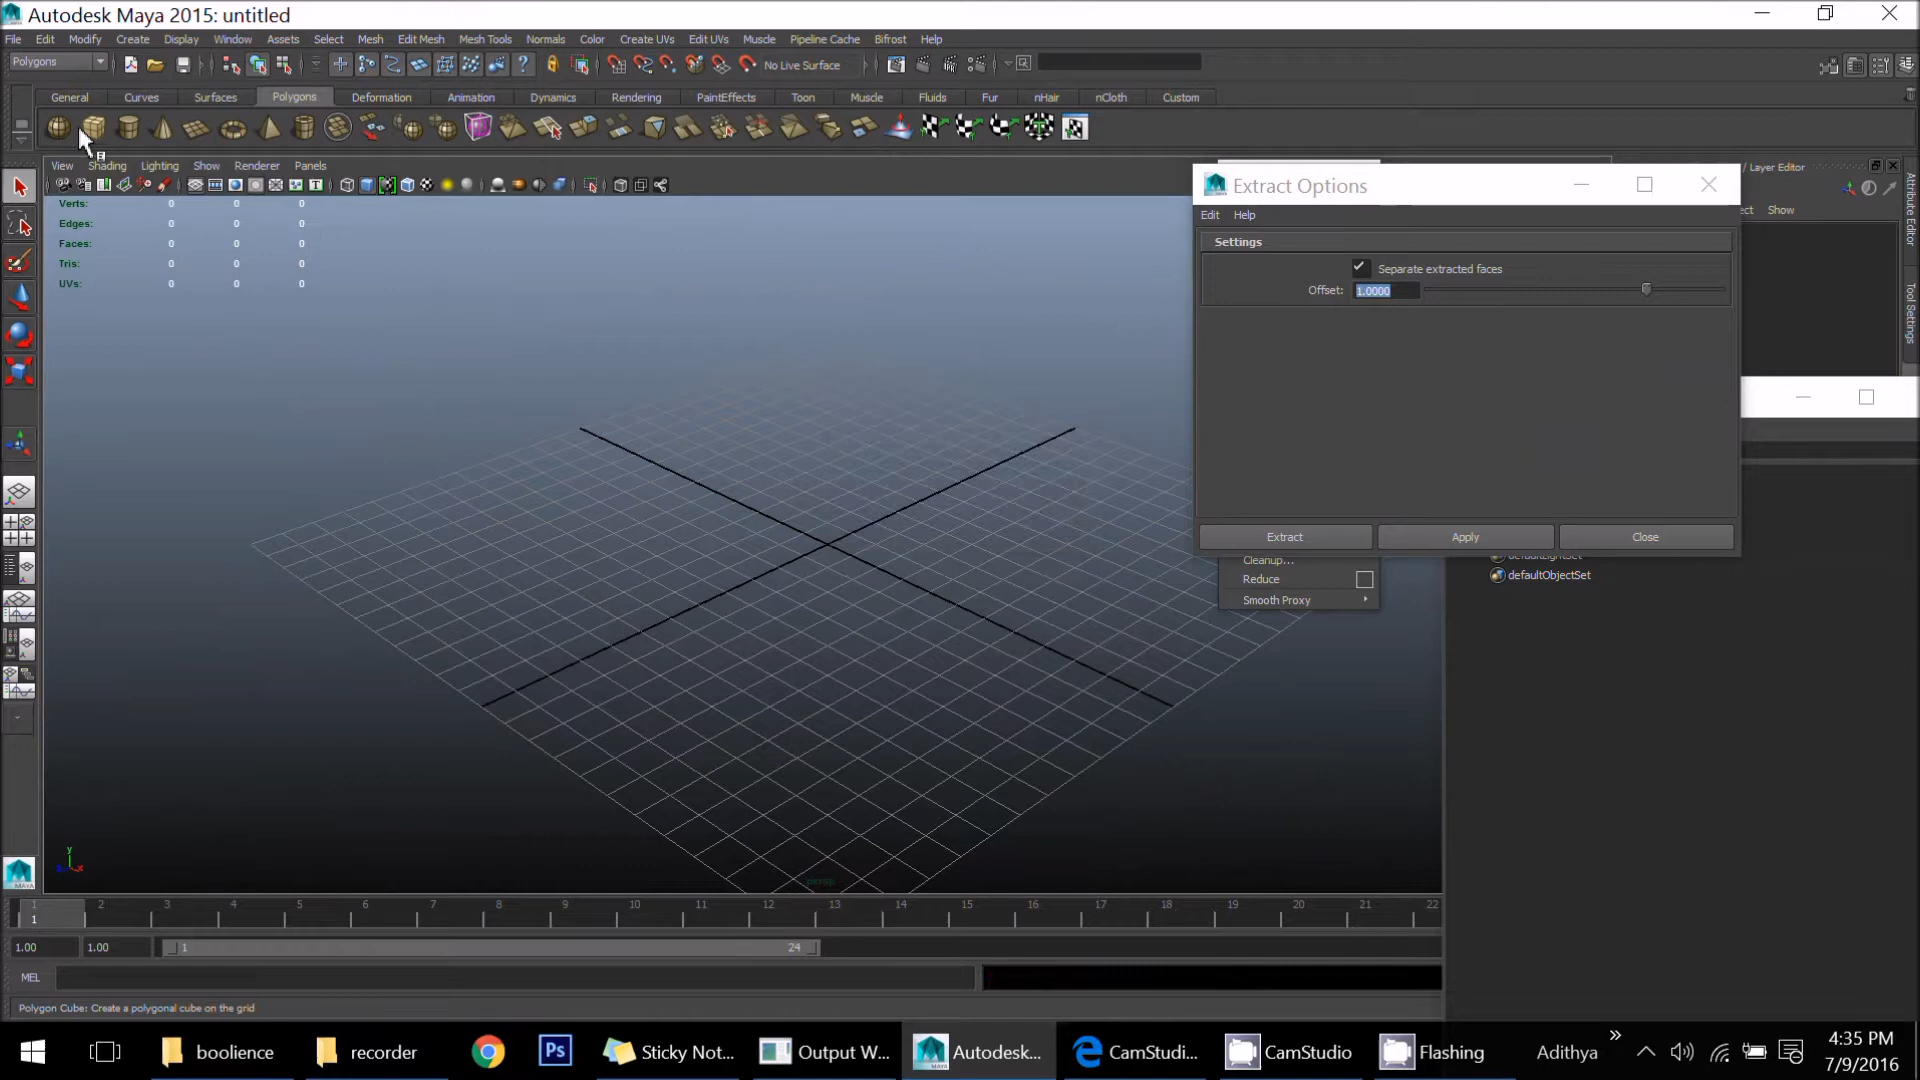 Autodesk Maya 2015: untitled
File Edit Modify Create Display Window Assets Select Mesh Edit Mesh Mesh Tools Normals Color Create UVs Edit UVs Muscle Pipeline Cache Bifrost Help
Polygons No Live Surface
General Curves Surfaces Polygons Deformation Animation Dynamics Rendering PaintEffects Toon Muscle Fluids Fur nHair nCloth Custom
View Shading Lighting Show Renderer Panels
/ Layer Editor
Extract Options
Edit Help
Show
Attribute Editor
Tool Settings
Verts: 0 0 0
Edges: 0 0 0
Faces: 0 0 0
Tris: 0 0 0
UVs: 0 0 0
Settings
Separate extracted faces
Offset: 1.0000
Extract Apply Close
Cleanup...
Reduce
Smooth Proxy
defaultObjectSet
y
x
persp
1 2 3 4 5 6 7 8 9 10 11 12 13 14 15 16 17 18 19 20 21 22
1
1.00 1.00 1 24
MEL
Polygon Cube: Create a polygonal cube on the grid
boolience recorder Ps Sticky Not... Output W... Autodesk... CamStudi... CamStudio Flashing Adithya
4:35 PM
7/9/2016